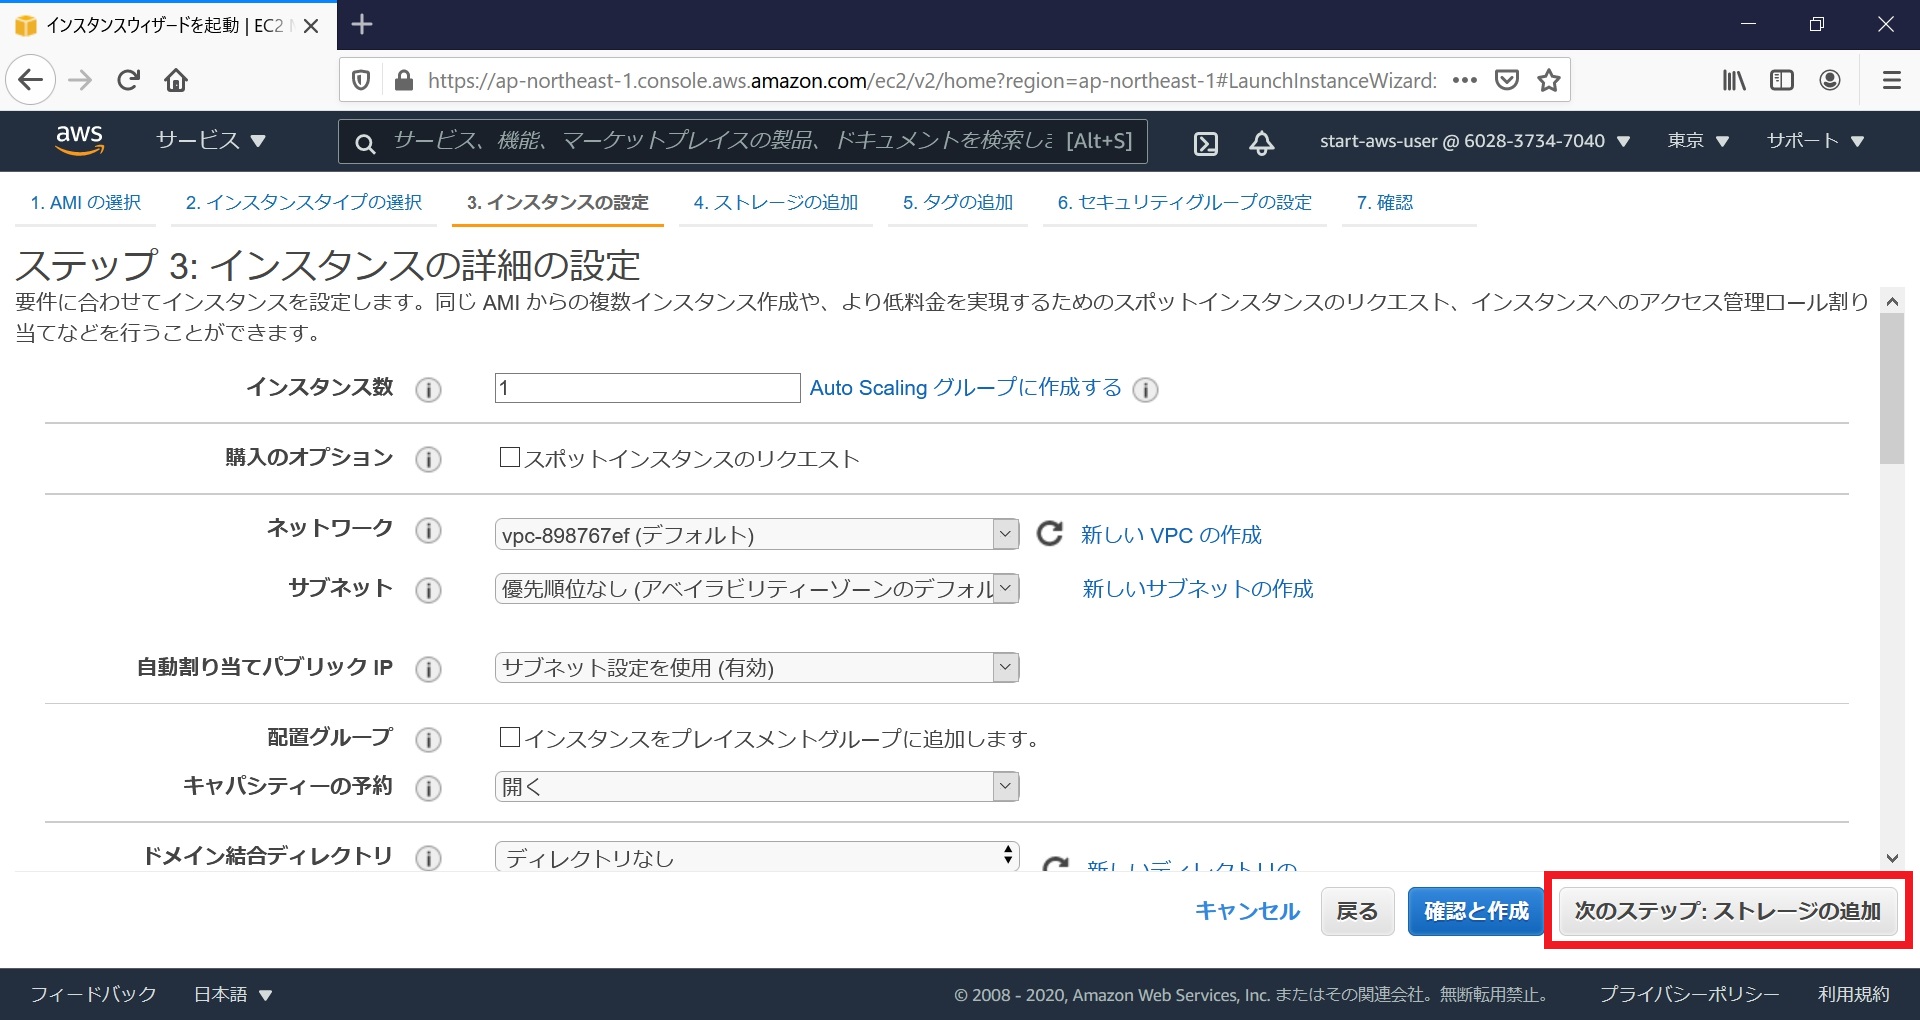 インスタンスウィザードを起動 | EC2
https://ap-northeast-1.console.aws.amazon.com/ec2/v2/home?region=ap-northeast-1#LaunchInstanceWizard:
aws サービス サービス、機能、マーケットプレイスの製品、ドキュメントを検索しま [Alt+S] start-aws-user @ 6028-3734-7040 東京 サポート
1. AMI の選択 2. インスタンスタイプの選択 3. インスタンスの設定 4. ストレージの追加 5. タグの追加 6. セキュリティグループの設定 7. 確認
ステップ 3: インスタンスの詳細の設定
要件に合わせてインスタンスを設定します。同じ AMI からの複数インスタンス作成や、より低料金を実現するためのスポットインスタンスのリクエスト、インスタンスへのアクセス管理ロール割り
当てなどを行うことができます。
インスタンス数 1 Auto Scaling グループに作成する
購入のオプション スポットインスタンスのリクエスト
ネットワーク vpc-898767ef (デフォルト) 新しい VPC の作成
サブネット 優先順位なし (アベイラビリティーゾーンのデフォル 新しいサブネットの作成
自動割り当てパブリック IP サブネット設定を使用 (有効)
配置グループ インスタンスをプレイスメントグループに追加します。
キャパシティーの予約 開く
ドメイン結合ディレクトリ ディレクトリなし 新しいディレクトリの
キャンセル 戻る 確認と作成 次のステップ: ストレージの追加
フィードバック 日本語 © 2008 - 2020, Amazon Web Services, Inc. またはその関連会社。無断転用禁止。 プライバシーポリシー 利用規約